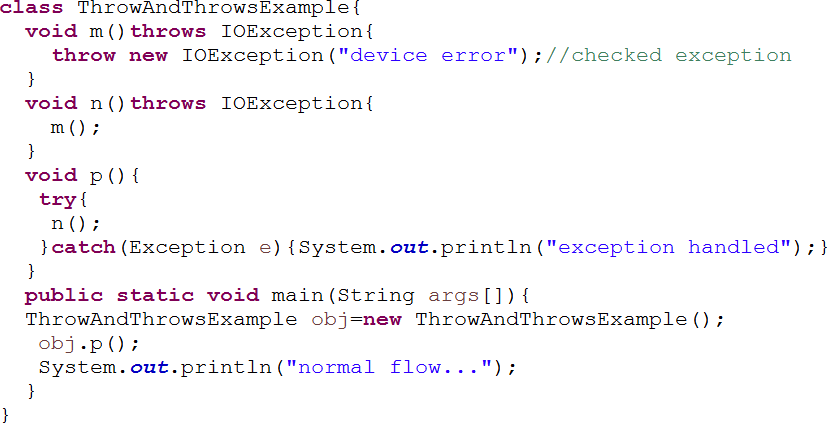 class ThrowAndThrowsExample{
  void m()throws IOException{
    throw new IOException("device error");//checked exception
  }
  void n()throws IOException{
    m();
  }
  void p(){
   try{
    n();
   }catch(Exception e){System.out.println("exception handled");}
  }
  public static void main(String args[]){
  ThrowAndThrowsExample obj=new ThrowAndThrowsExample();
   obj.p();
   System.out.println("normal flow...");
  }
}